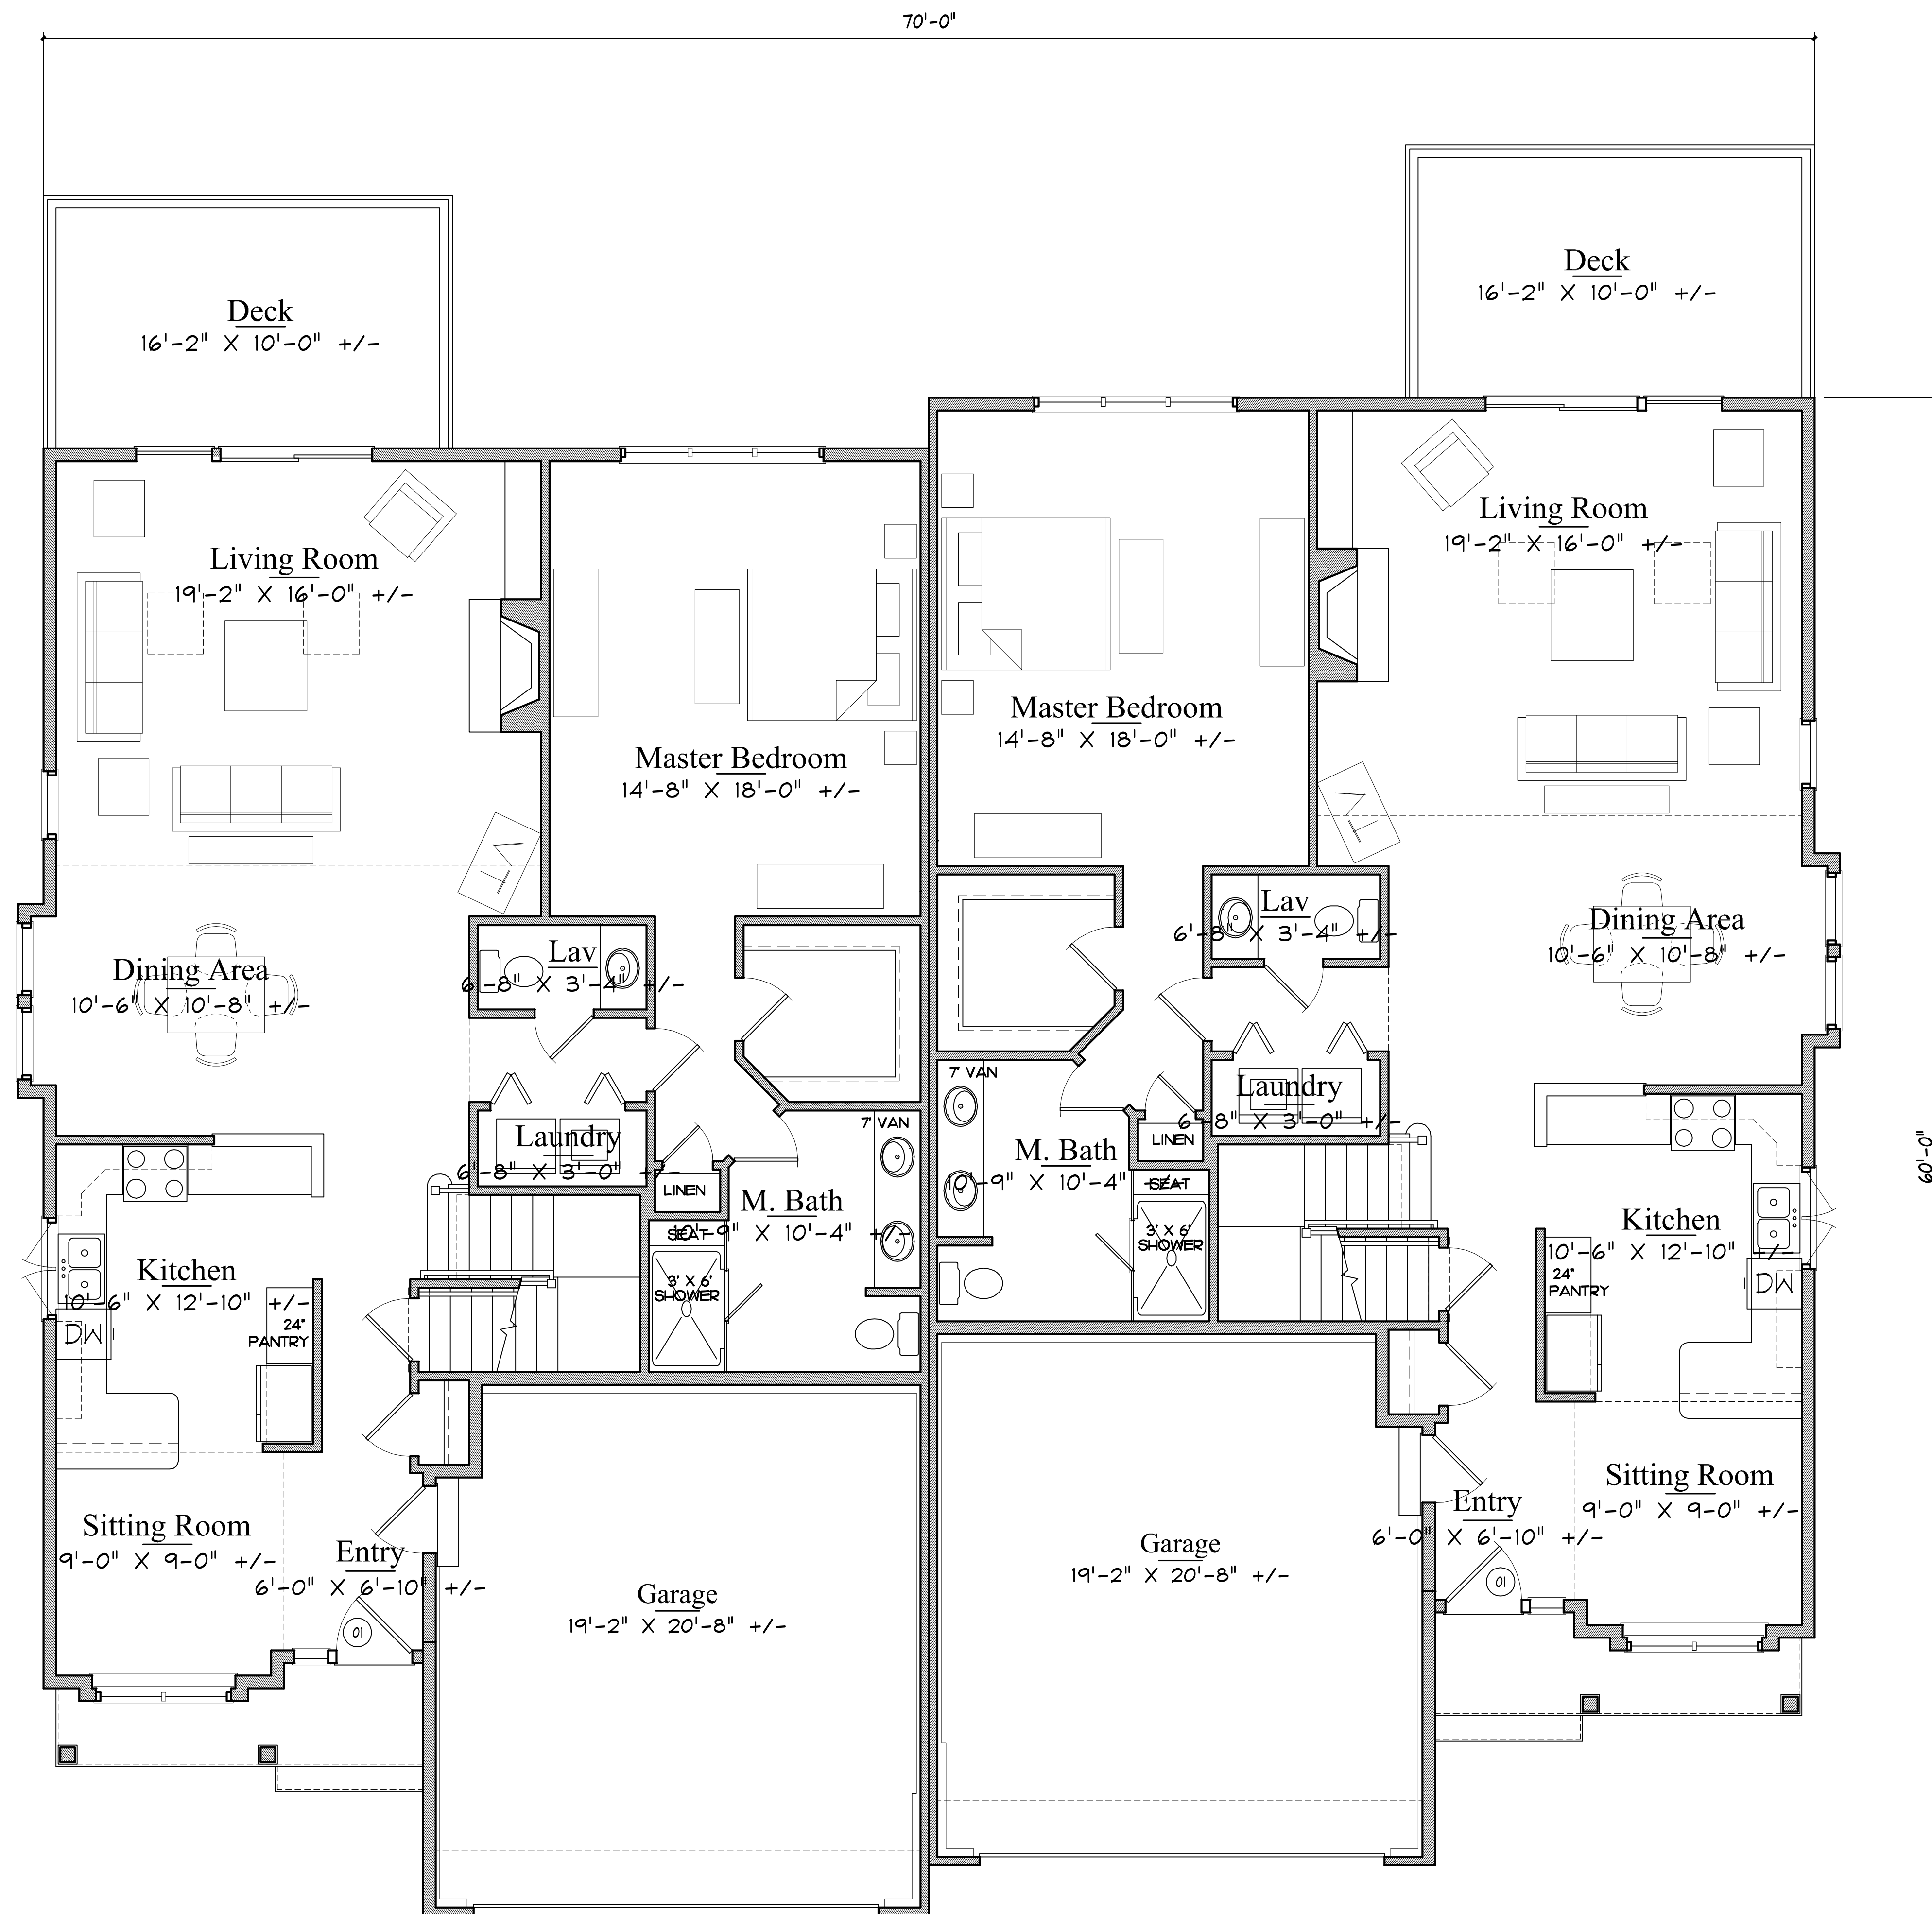 70'-0"
Deck
16'-2" X 10'-0" +/-
Deck
16'-2" X 10'-0" +/-
Living Room
19'-2" X 16'-0" +/-
Living Room
19'-2" X 16'-0" +/-
Master Bedroom
14'-8" X 18'-0" +/-
Master Bedroom
14'-8" X 18'-0" +/-
TV
TV
Lav
6'-8" X 3'-4" +/-
Dining Area
10'-6" X 10'-8" +/-
Lav
6'-8" X 3'-4" +/-
Dining Area
10'-6" X 10'-8" +/-
7' VAN
Laundry
6'-8" X 3'-0" +/-
7' VAN
Laundry
6'-8" X 3'-0" +/-
LINEN
M. Bath
10'-9" X 10'-4" +/-
SEAT
60'-0"
LINEN
M. Bath
10'-9" X 10'-4" +/-
SEAT
3' X 6'
SHOWER
Kitchen
10'-6" X 12'-10" +/-
24"
PANTRY
DW
3' X 6'
SHOWER
Kitchen
10'-6" X 12'-10" +/-
24"
PANTRY
DW
Sitting Room
9'-0" X 9-0" +/-
Entry
6'-0" X 6'-10" +/-
01
Garage
19'-2" X 20'-8" +/-
Sitting Room
9'-0" X 9-0" +/-
Entry
6'-0" X 6'-10" +/-
01
Garage
19'-2" X 20'-8" +/-